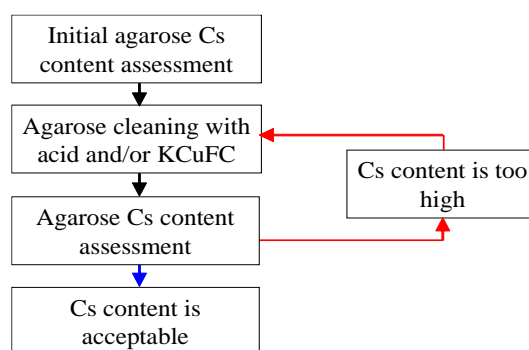 Initial agarose Cs
content assessment
Agarose cleaning with
acid and/or KCuFC
Cs content is too
high
Agarose Cs content
assessment
Cs content is
acceptable